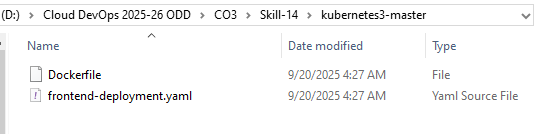 (D:) > Cloud DevOps 2025-26 ODD > CO3 > Skill-14 > kubernetes3-master
Name Date modified Type
Dockerfile 9/20/2025 4:27 AM File
frontend-deployment.yaml 9/20/2025 4:27 AM Yaml Source File